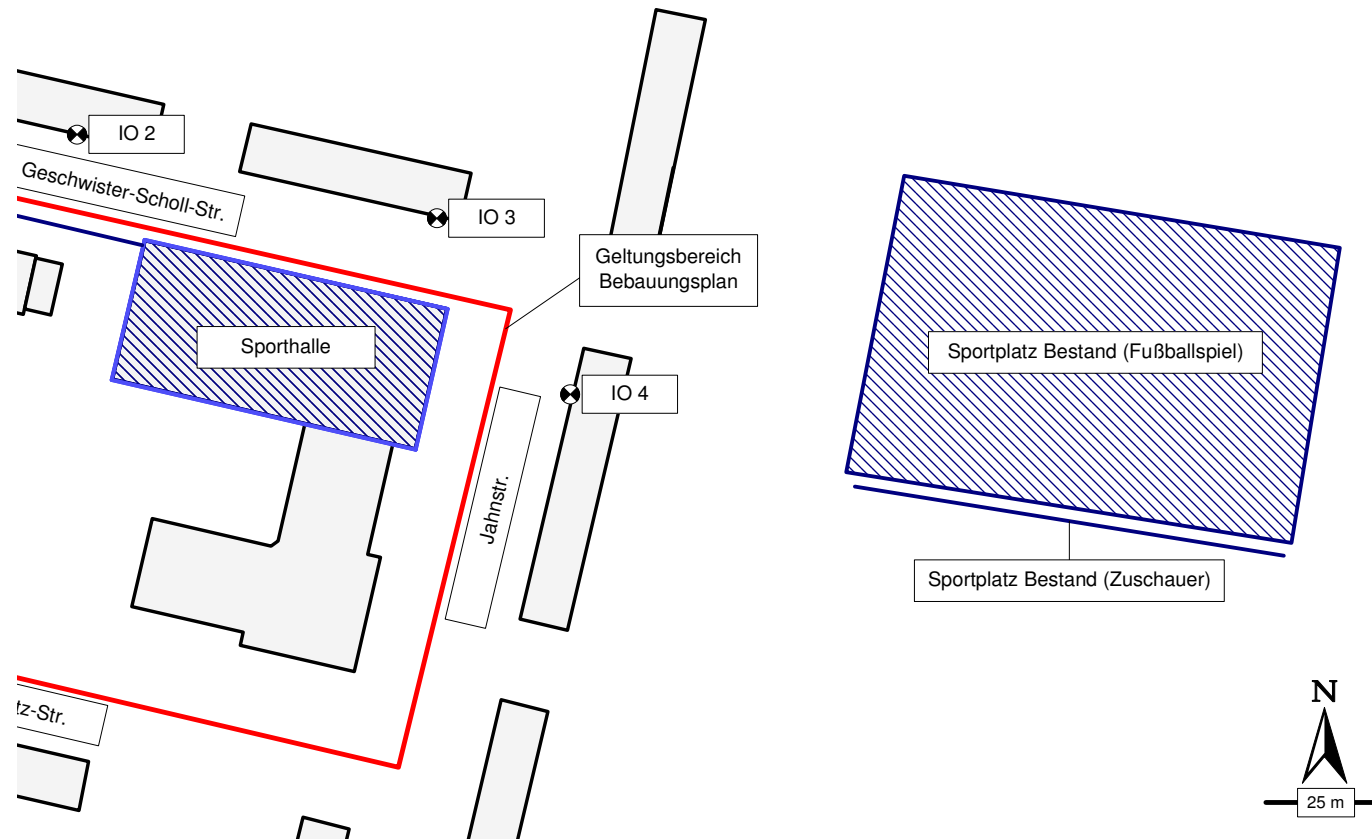 IO 2
Geschwister-Scholl-Str.
IO 3
Geltungsbereich
Bebauungsplan
Sporthalle
Sportplatz Bestand (Fußballspiel)
IO 4
Jahnstr.
Sportplatz Bestand (Zuschauer)
tz-Str.
N
25 m